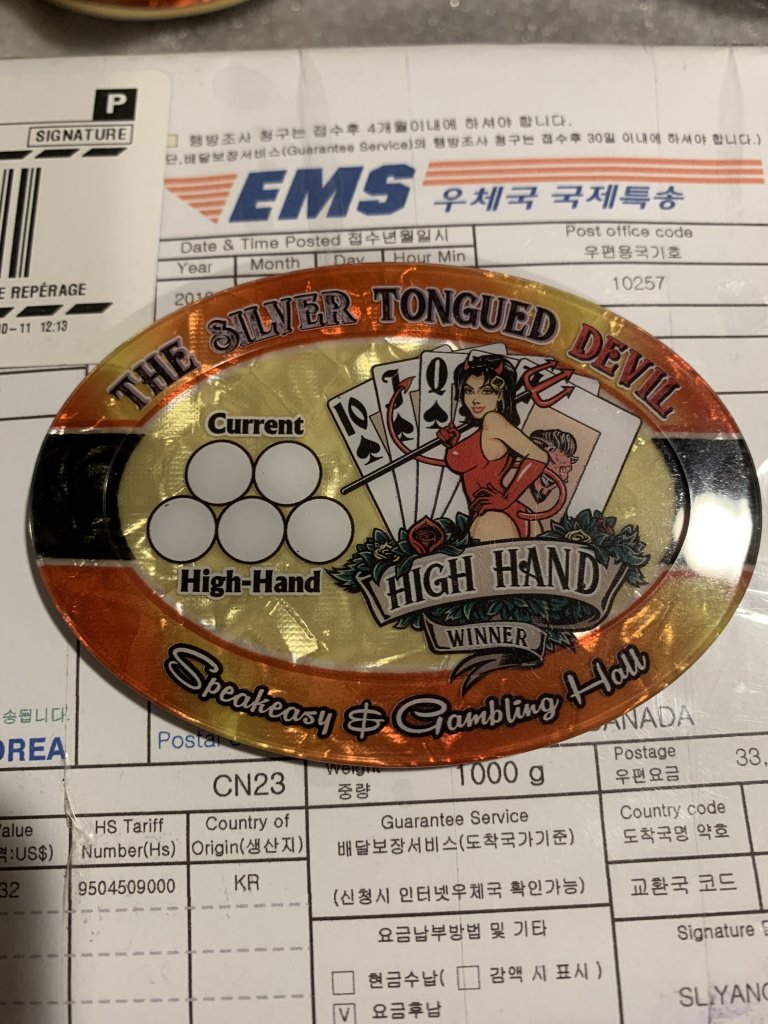 P
SIGNATURE
E REPÉRAGE
0-11 12:13
행방조사 청구는 접수후 4개월이내에 하셔야 합니다.
단,배달보장서비스(Guarantee Service)의 행방조사 청구는 접수후 30일 이내에 하셔야 합니다.)
EMS 우체국 국제특송
Date & Time Posted 접수년월일시
Year Month Day Hour Min
Post office code
우편용국기호
10257
THE SILVER TONGUED DEVIL
Current
High-Hand
10 J Q
HIGH HAND
WINNER
Speakeasy & Gambling Hall
송됩니다.
OREA
Postal
CANADA
CN23
Weight
중량
1000 g
Postage
우편요금
33,
Value
격:US$)
HS Tariff
Number(Hs)
Country of
Origin(생산지)
32
9504509000
KR
Guarantee Service
배달보장서비스(도착국가기준)
(신청시 인터넷우체국 확인가능)
Country code
도착국명 약호
교환국 코드
요금납부방법 및 기타
현금수납( 감액 시 표시 )
V 요금후납
Signature
SL.YANG